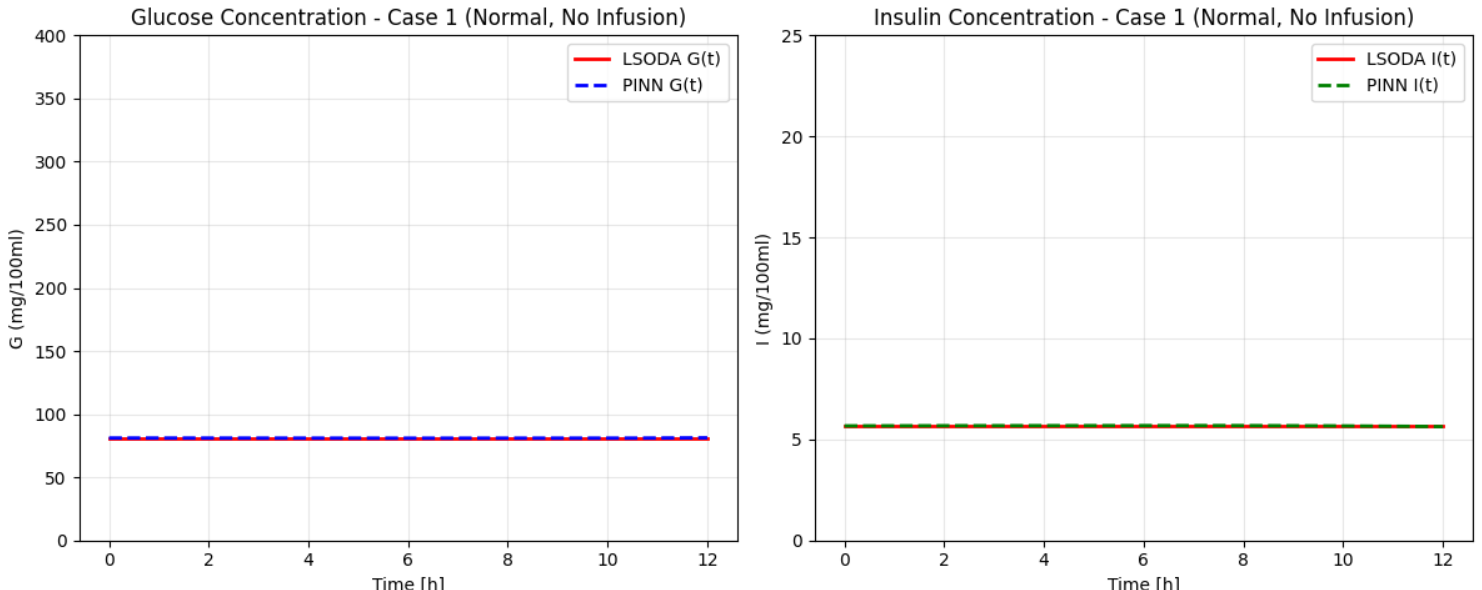 Glucose Concentration - Case 1 (Normal, No Infusion)
LSODA G(t)
PINN G(t)
G (mg/100ml)
400
350
300
250
200
150
100
50
0
0 2 4 6 8 10 12
Time [h]
Insulin Concentration - Case 1 (Normal, No Infusion)
LSODA I(t)
PINN I(t)
I (mg/100ml)
25
20
15
10
5
0
0 2 4 6 8 10 12
Time [h]